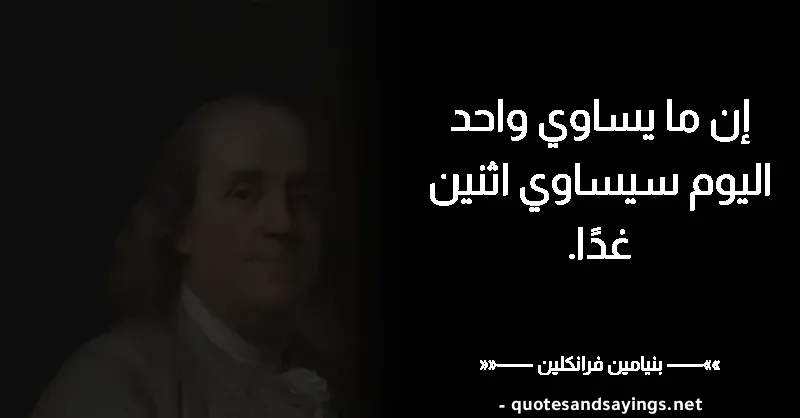 إن ما يساوي واحد
اليوم سيساوي اثنين
غدًا.
»»—— بنيامين فرانكلين ——««
- quotesandsayings.net